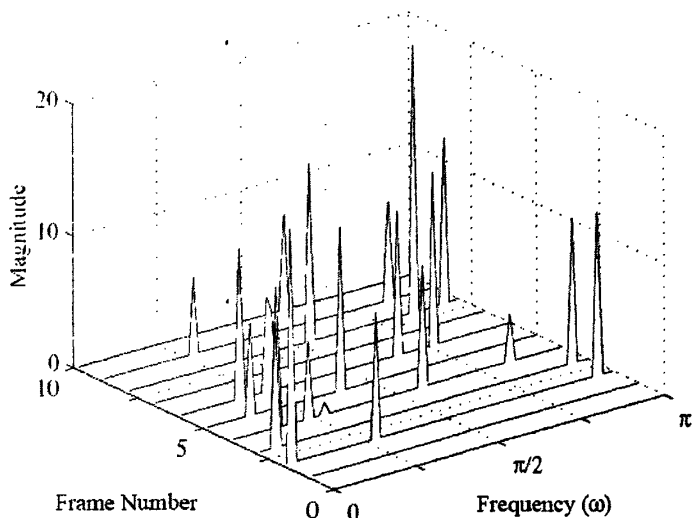 20
10
0
Magnitude
10
5
0
Frame Number
0
π/2
π
Frequency (ω)